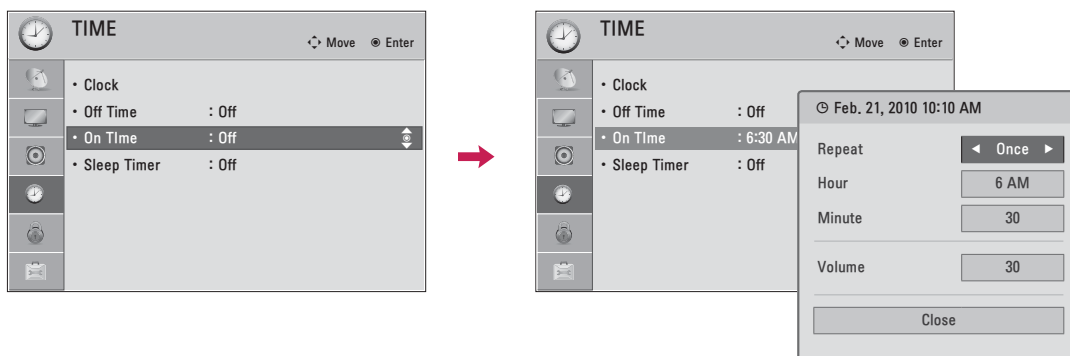 TIME
Move Enter
• Clock
• Off Time : Off
• On TIme : Off
• Sleep Timer : Off
TIME
Move Enter
• Clock
• Off Time : Off
• On TIme : 6:30 AM
• Sleep Timer : Off
Feb. 21, 2010 10:10 AM
Repeat ◄ Once ►
Hour 6 AM
Minute 30
Volume 30
Close